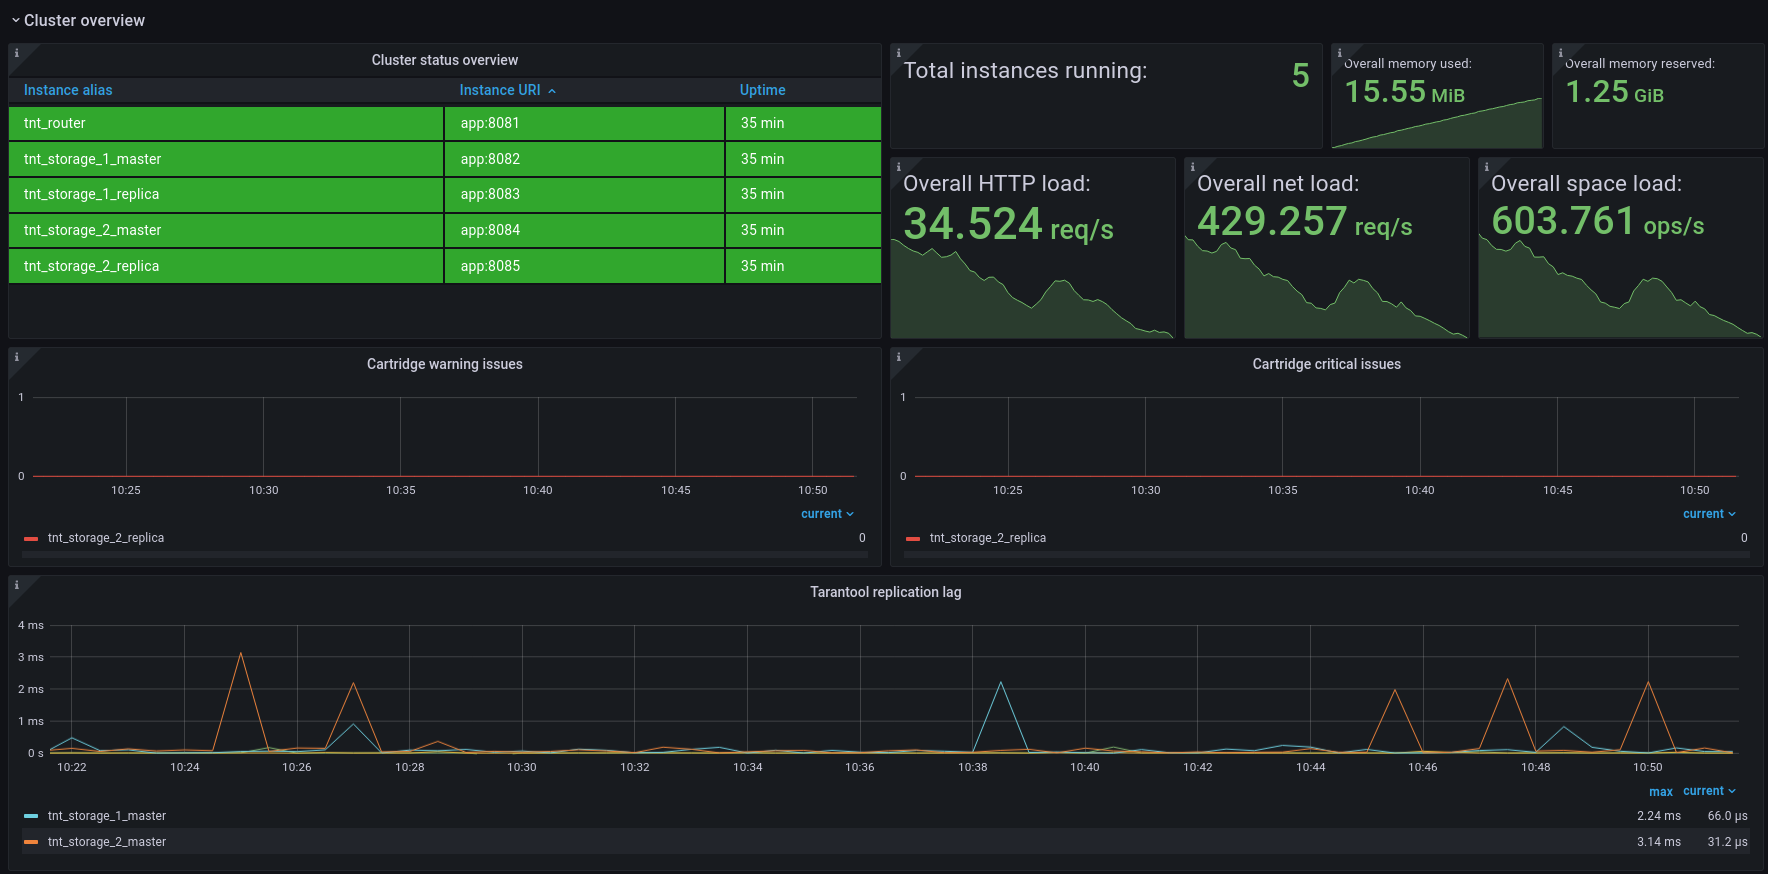 Cluster overview
Cluster status overview
Instance alias Instance URI Uptime
tnt_router app:8081 35 min
tnt_storage_1_master app:8082 35 min
tnt_storage_1_replica app:8083 35 min
tnt_storage_2_master app:8084 35 min
tnt_storage_2_replica app:8085 35 min
Total instances running:
5
Overall memory used:
15.55 MiB
Overall memory reserved:
1.25 GiB
Overall HTTP load:
34.524 req/s
Overall net load:
429.257 req/s
Overall space load:
603.761 ops/s
Cartridge warning issues
1
0
10:25 10:30 10:35 10:40 10:45 10:50
current
tnt_storage_2_replica 0
Cartridge critical issues
1
0
10:25 10:30 10:35 10:40 10:45 10:50
current
tnt_storage_2_replica 0
Tarantool replication lag
4 ms
3 ms
2 ms
1 ms
0 s
10:22 10:24 10:26 10:28 10:30 10:32 10:34 10:36 10:38 10:40 10:42 10:44 10:46 10:48 10:50
max current
tnt_storage_1_master 2.24 ms 66.0 µs
tnt_storage_2_master 3.14 ms 31.2 µs